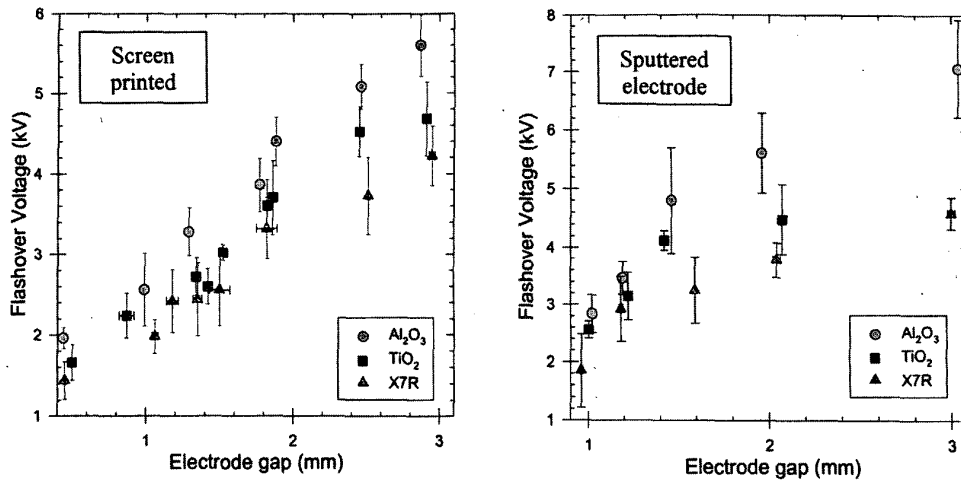 6
5
4
3
2
1
Flashover Voltage (kV)
Screen
printed
Al₂O₃
TiO₂
X7R
1
2
3
Electrode gap (mm)
8
7
6
5
4
3
2
1
Flashover Voltage (kV)
Sputtered
electrode
Al₂O₃
TiO₂
X7R
1
2
3
Electrode gap (mm)